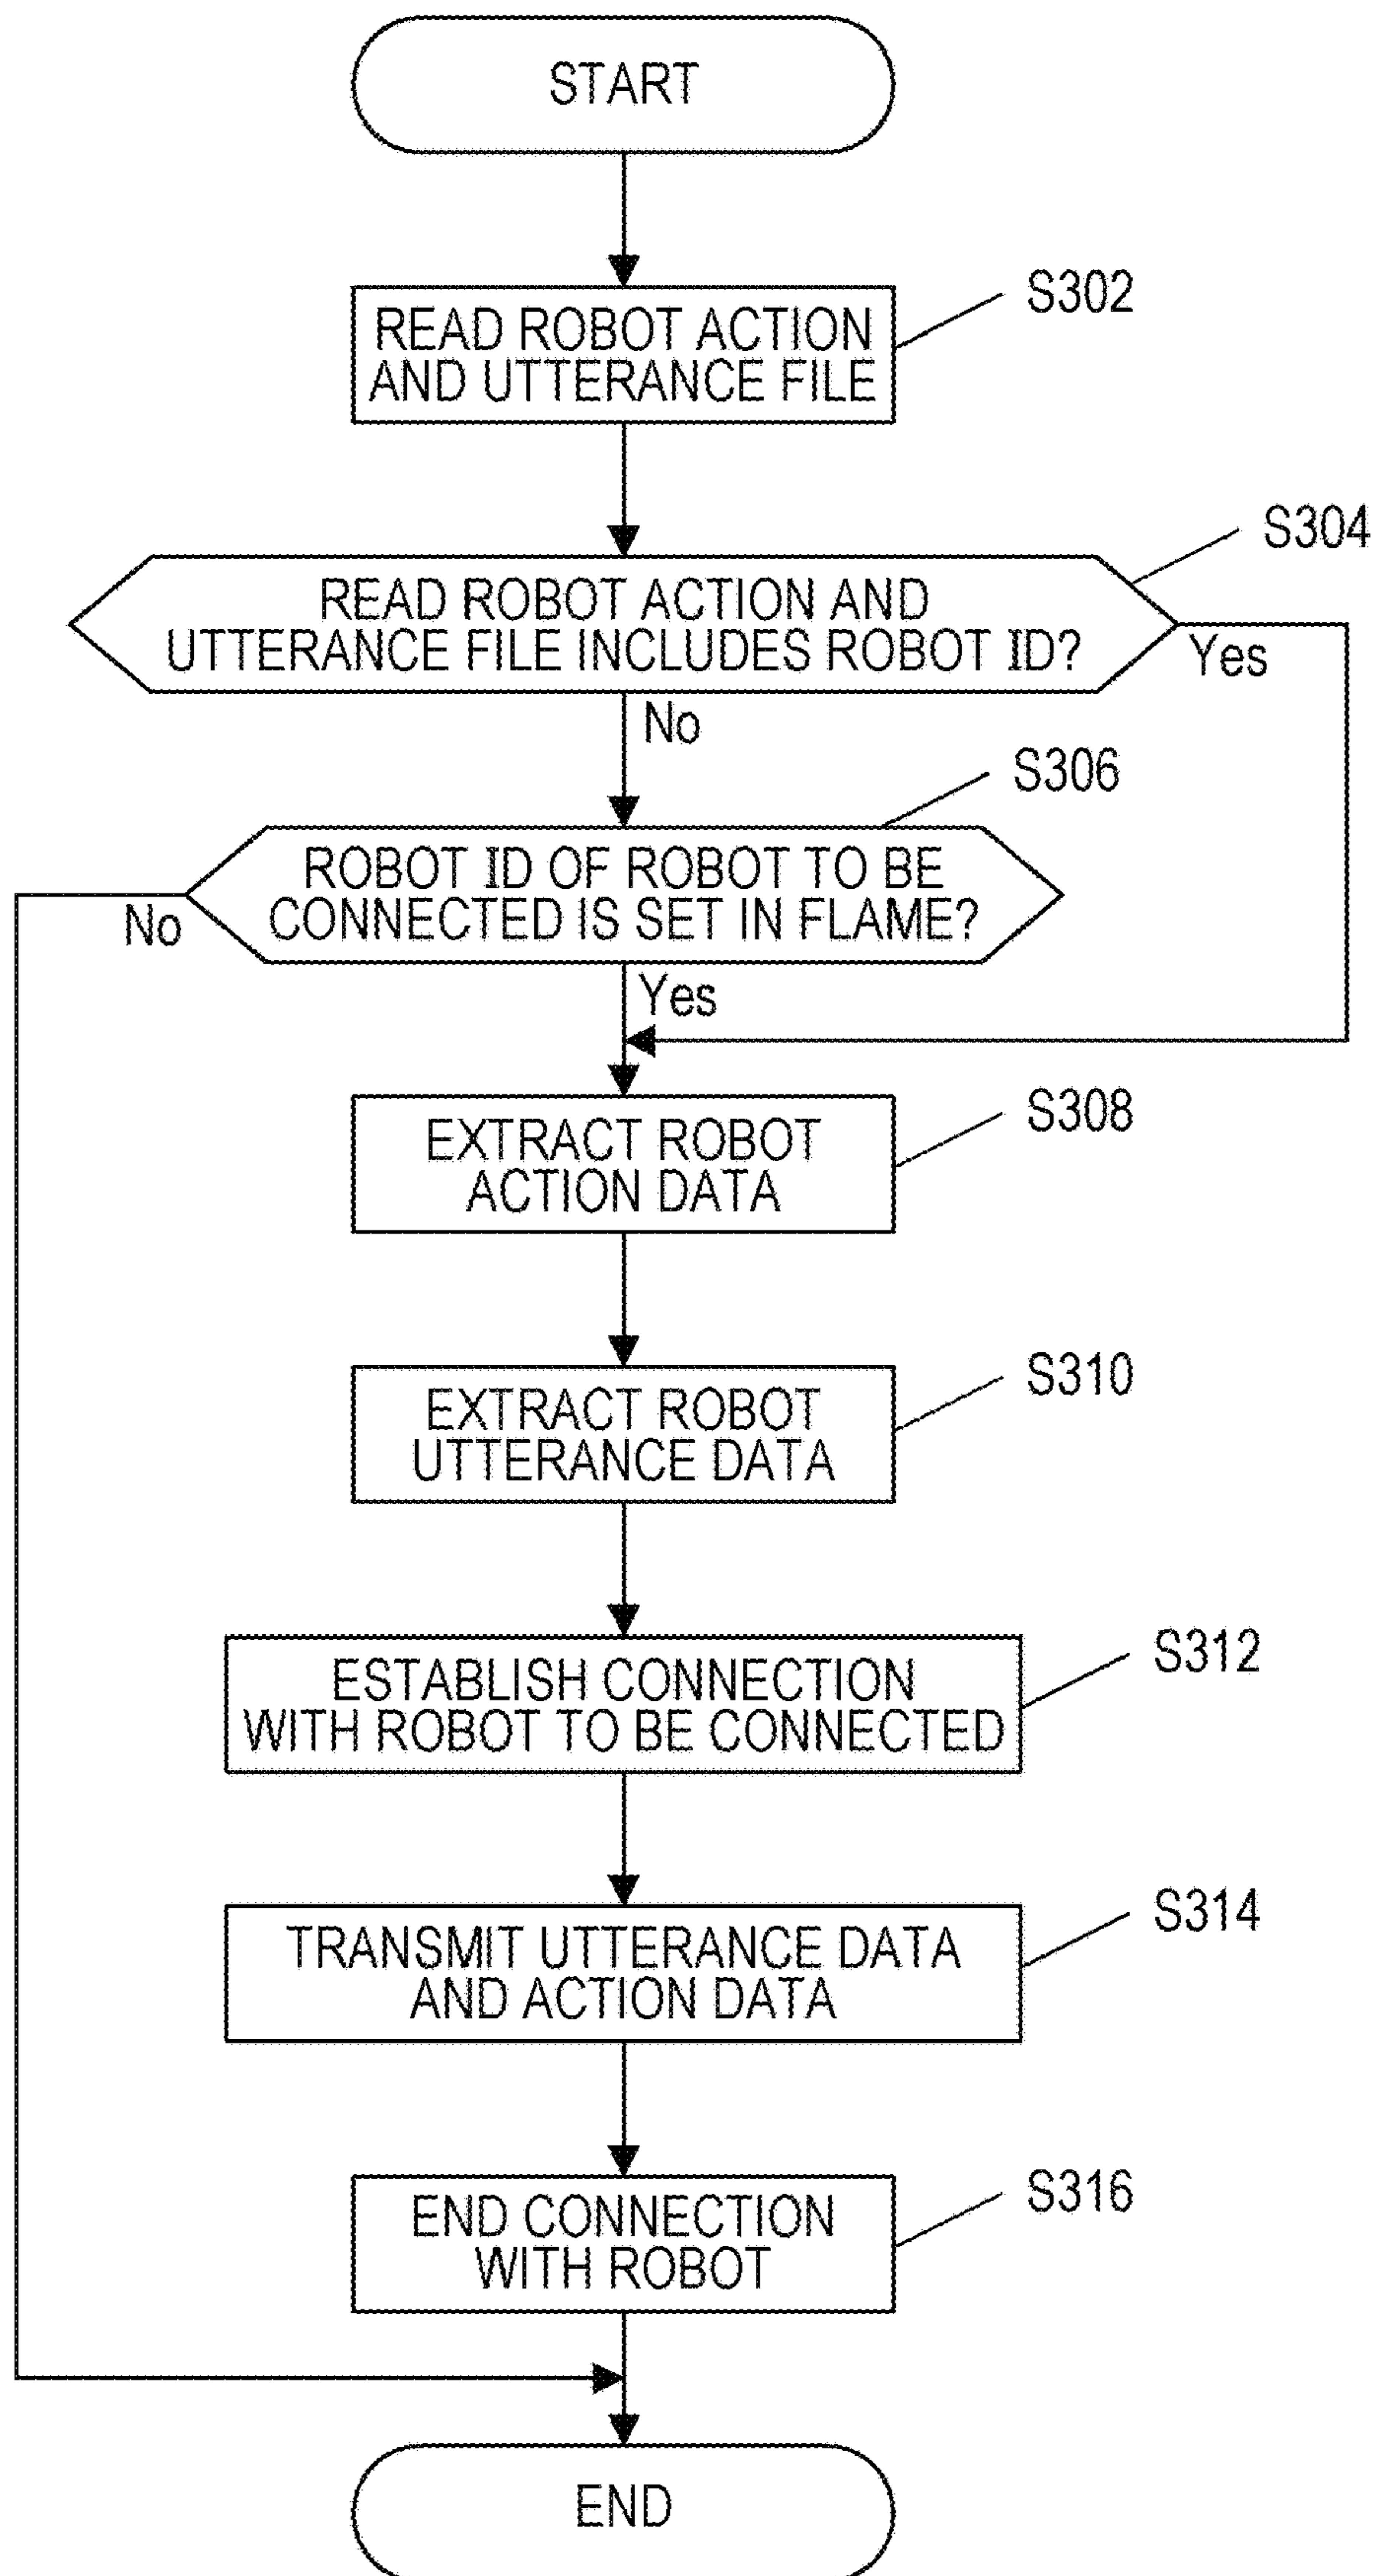 START
S302
READ ROBOT ACTION
AND UTTERANCE FILE
S304
READ ROBOT ACTION AND
UTTERANCE FILE INCLUDES ROBOT ID?
Yes
No
S306
ROBOT ID OF ROBOT TO BE
CONNECTED IS SET IN FLAME?
No
Yes
S308
EXTRACT ROBOT
ACTION DATA
S310
EXTRACT ROBOT
UTTERANCE DATA
S312
ESTABLISH CONNECTION
WITH ROBOT TO BE CONNECTED
S314
TRANSMIT UTTERANCE DATA
AND ACTION DATA
S316
END CONNECTION
WITH ROBOT
END